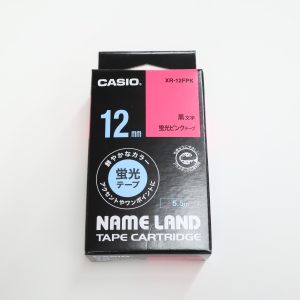 CASIO
XR-12FPK
12mm
黒文字
蛍光ピンクテープ
鮮やかなカラー
蛍光
テープ
アクセントやワンポイントに
5.5m
NAME LAND
TAPE CARTRIDGE